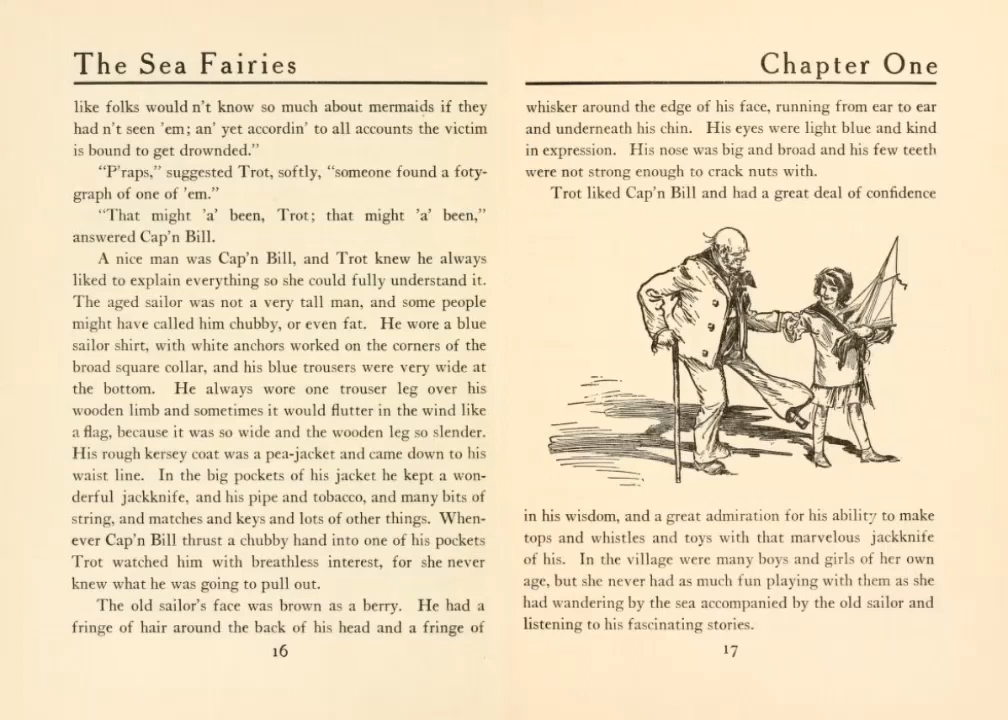 The Sea Fairies
like folks would n't know so much about mermaids if they
had n't seen 'em; an' yet accordin' to all accounts the victim
is bound to get drownded."
"P'raps," suggested Trot, softly, "someone found a foty-
graph of one of 'em."
"That might 'a' been, Trot; that might 'a' been,"
answered Cap'n Bill.
A nice man was Cap'n Bill, and Trot knew he always
liked to explain everything so she could fully understand it.
The aged sailor was not a very tall man, and some people
might have called him chubby, or even fat. He wore a blue
sailor shirt, with white anchors worked on the corners of the
broad square collar, and his blue trousers were very wide at
the bottom. He always wore one trouser leg over his
wooden limb and sometimes it would flutter in the wind like
a flag, because it was so wide and the wooden leg so slender.
His rough kersey coat was a pea-jacket and came down to his
waist line. In the big pockets of his jacket he kept a won-
derful jackknife, and his pipe and tobacco, and many bits of
string, and matches and keys and lots of other things. When-
ever Cap'n Bill thrust a chubby hand into one of his pockets
Trot watched him with breathless interest, for she never
knew what he was going to pull out.
The old sailor's face was brown as a berry. He had a
fringe of hair around the back of his head and a fringe of
16
Chapter One
whisker around the edge of his face, running from ear to ear
and underneath his chin. His eyes were light blue and kind
in expression. His nose was big and broad and his few teeth
were not strong enough to crack nuts with.
Trot liked Cap'n Bill and had a great deal of confidence
in his wisdom, and a great admiration for his ability to make
tops and whistles and toys with that marvelous jackknife
of his. In the village were many boys and girls of her own
age, but she never had as much fun playing with them as she
had wandering by the sea accompanied by the old sailor and
listening to his fascinating stories.
17